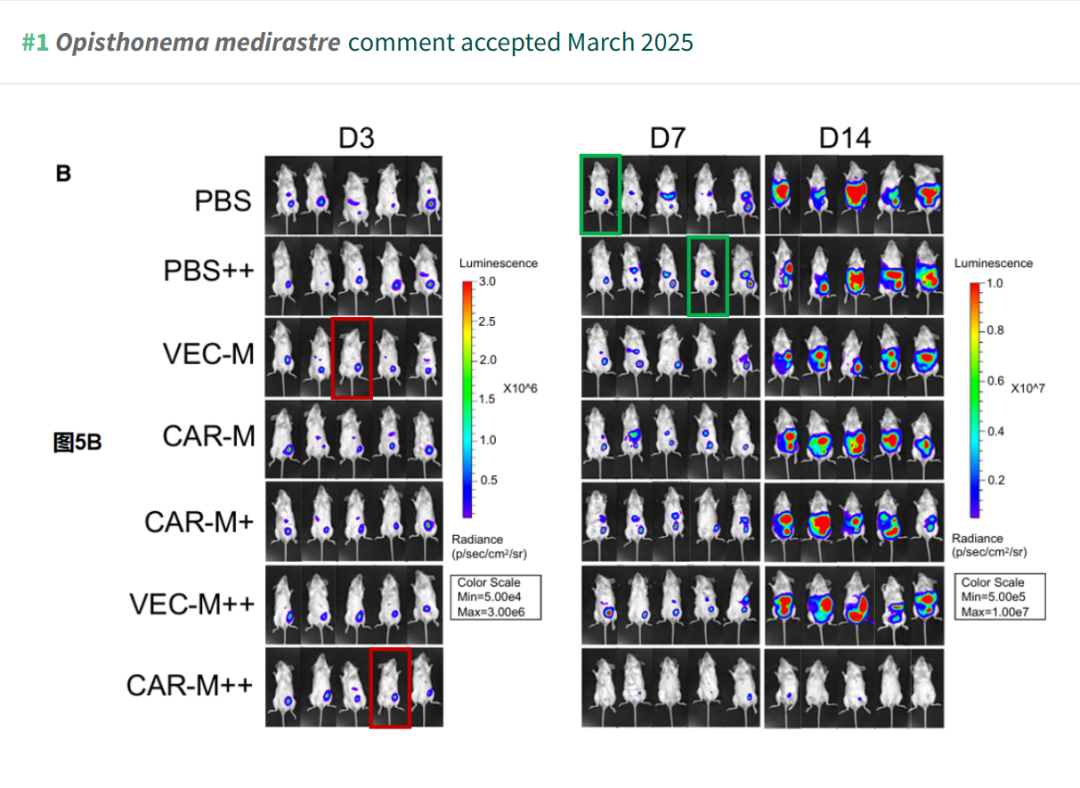 #1 Opisthonema medirastre comment accepted March 2025
D3
D7
D14
B
PBS
PBS++
VEC-M
CAR-M
CAR-M+
VEC-M++
CAR-M++
图5B
Luminescence
3.0
2.5
2.0
X10^6
1.5
1.0
0.5
Radiance
(p/sec/cm²/sr)
Color Scale
Min=5.00e4
Max=3.00e6
Luminescence
1.0
0.8
0.6
X10^7
0.4
0.2
Radiance
(p/sec/cm²/sr)
Color Scale
Min=5.00e5
Max=1.00e7